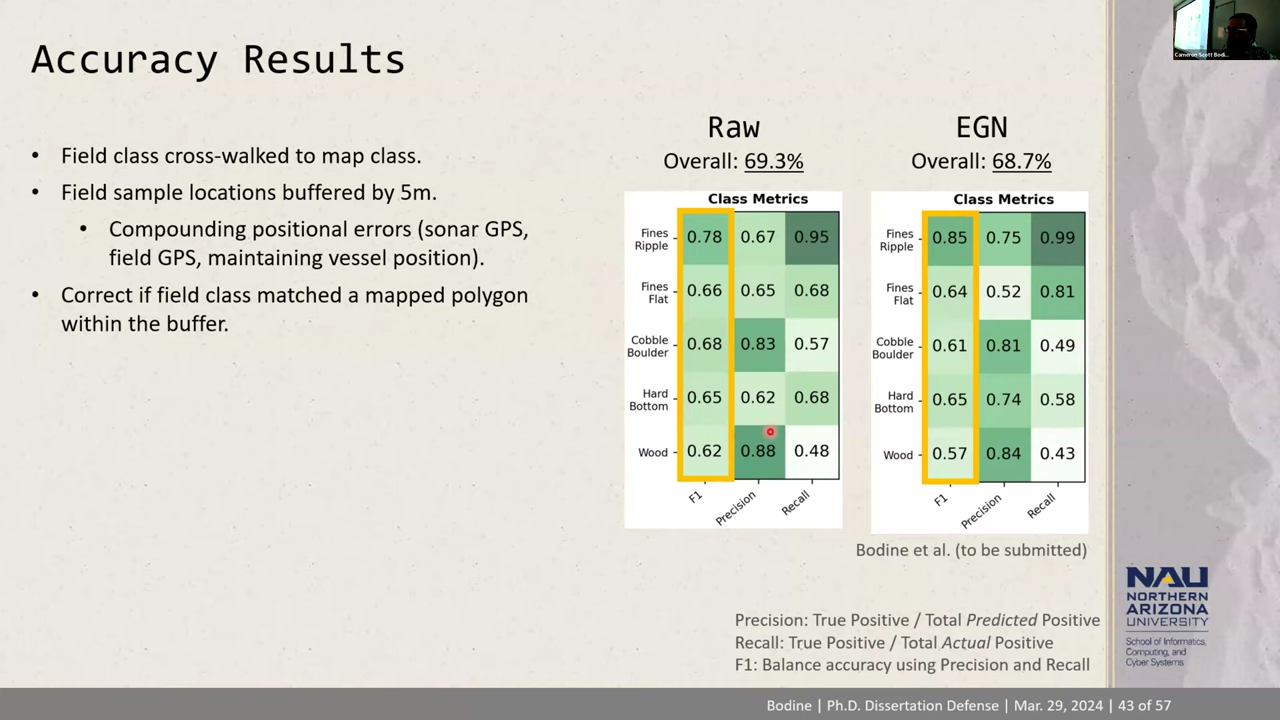 Cameron Scott Bodi...
Accuracy Results
• Field class cross-walked to map class.
• Field sample locations buffered by 5m.
• Compounding positional errors (sonar GPS,
field GPS, maintaining vessel position).
• Correct if field class matched a mapped polygon
within the buffer.
Raw
Overall: 69.3%
Class Metrics
Fines
Ripple
0.78 0.67 0.95
Fines
Flat
0.66 0.65 0.68
Cobble
Boulder
0.68 0.83 0.57
Hard
Bottom
0.65 0.62 0.68
Wood
0.62 0.88 0.48
F1 Precision Recall
EGN
Overall: 68.7%
Class Metrics
Fines
Ripple
0.85 0.75 0.99
Fines
Flat
0.64 0.52 0.81
Cobble
Boulder
0.61 0.81 0.49
Hard
Bottom
0.65 0.74 0.58
Wood
0.57 0.84 0.43
F1 Precision Recall
Bodine et al. (to be submitted)
Precision: True Positive / Total Predicted Positive
Recall: True Positive / Total Actual Positive
F1: Balance accuracy using Precision and Recall
NAU
NORTHERN
ARIZONA
UNIVERSITY
School of Informatics,
Computing, and
Cyber Systems
Bodine | Ph.D. Dissertation Defense | Mar. 29, 2024 | 43 of 57